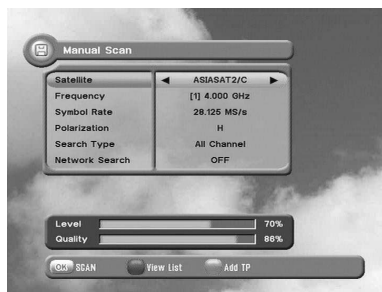 Manual Scan
Satellite ASIASAT2/C
Frequency [1] 4.000 GHz
Symbol Rate 28.125 MS/s
Polarization H
Search Type All Channel
Network Search OFF
Level 70%
Quality 86%
OK SCAN View List Add TP